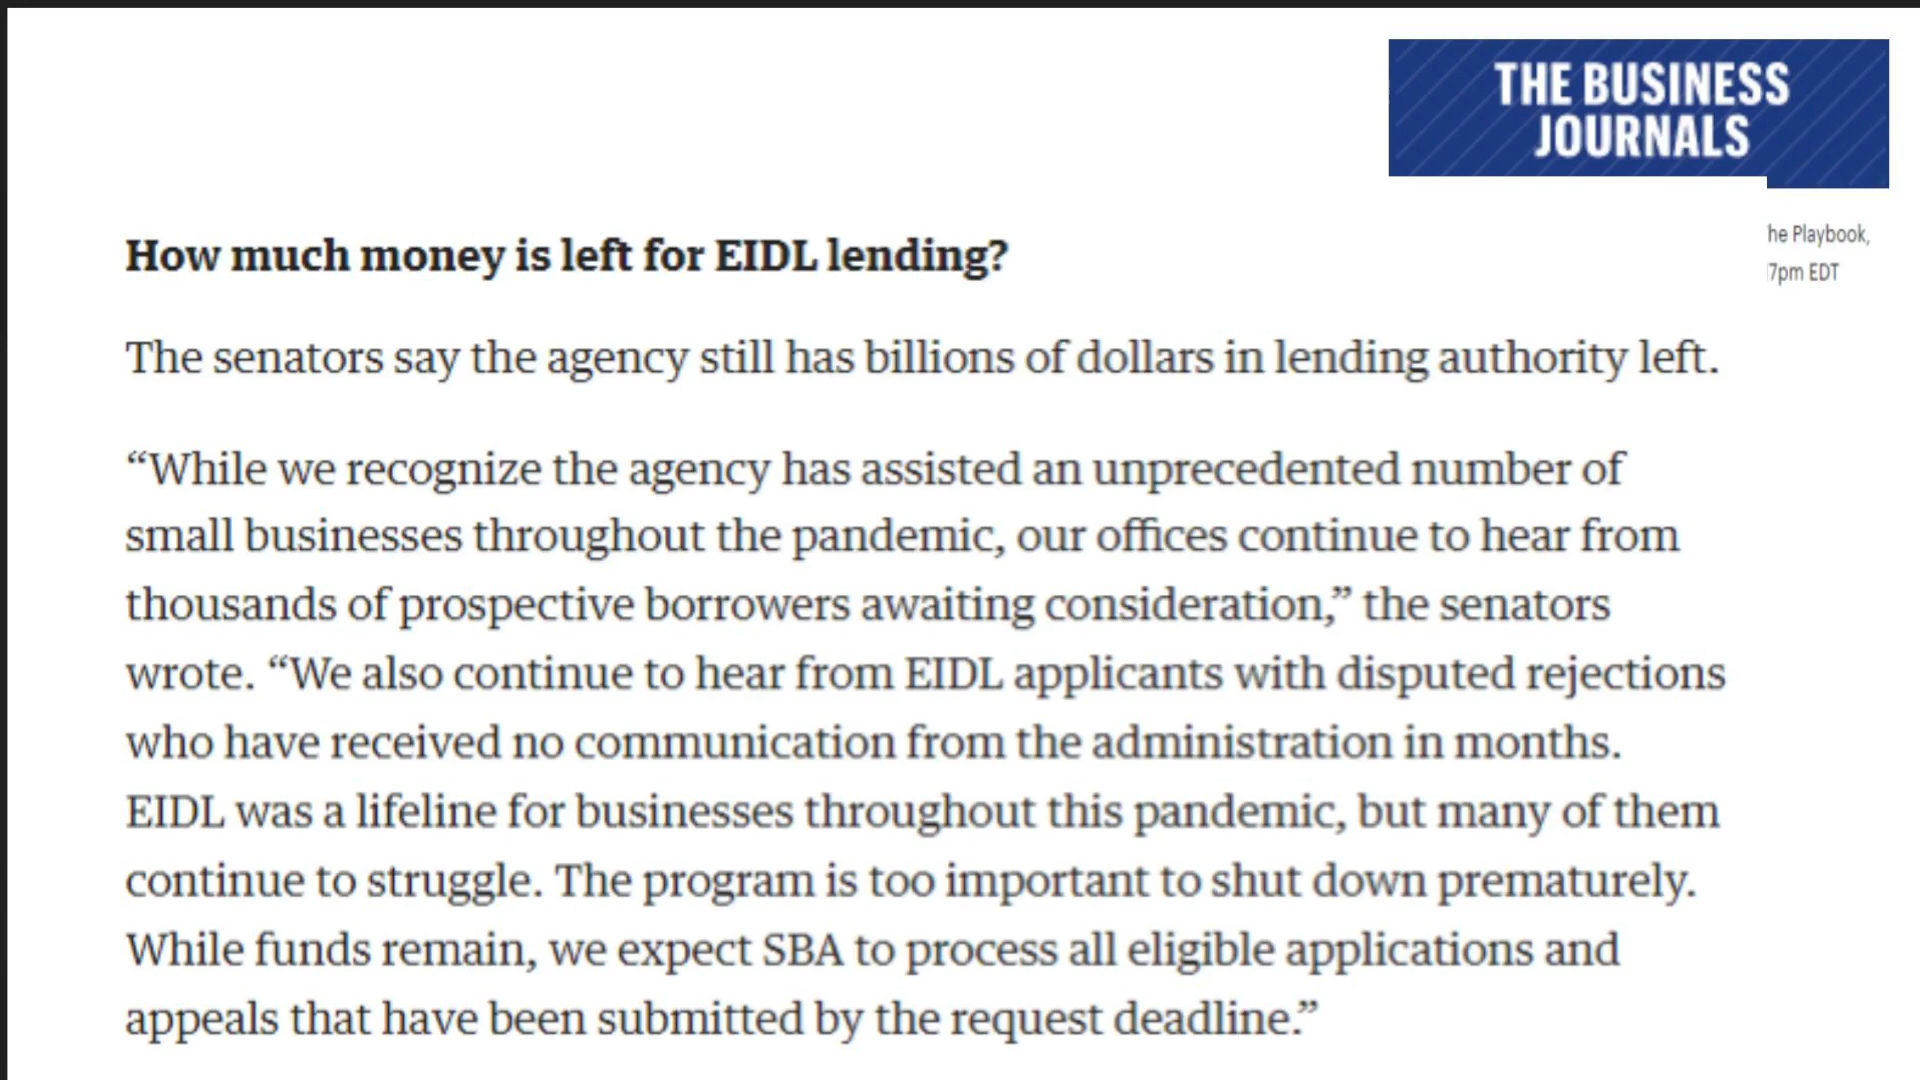 THE BUSINESS
JOURNALS
he Playbook,
7pm EDT
How much money is left for EIDL lending?
The senators say the agency still has billions of dollars in lending authority left.
“While we recognize the agency has assisted an unprecedented number of
small businesses throughout the pandemic, our offices continue to hear from
thousands of prospective borrowers awaiting consideration,” the senators
wrote. “We also continue to hear from EIDL applicants with disputed rejections
who have received no communication from the administration in months.
EIDL was a lifeline for businesses throughout this pandemic, but many of them
continue to struggle. The program is too important to shut down prematurely.
While funds remain, we expect SBA to process all eligible applications and
appeals that have been submitted by the request deadline.”